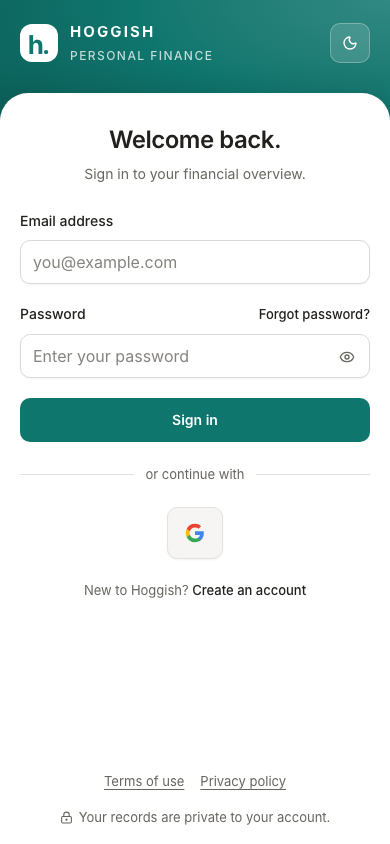 h.
HOGGISH
PERSONAL FINANCE
Welcome back.
Sign in to your financial overview.
Email address
you@example.com
Password Forgot password?
Enter your password
Sign in
or continue with
G
New to Hoggish? Create an account
Terms of use Privacy policy
Your records are private to your account.